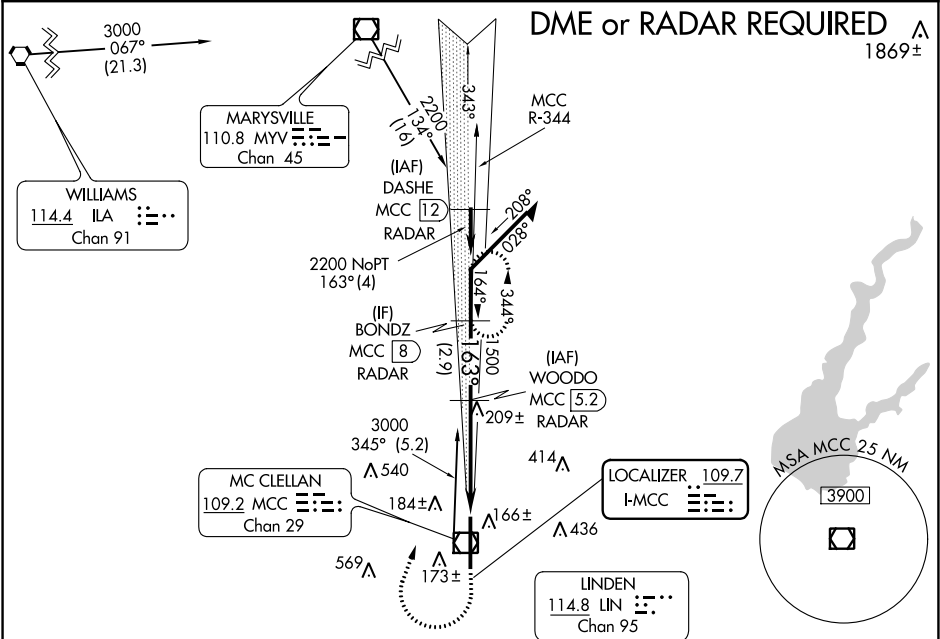 DME or RADAR REQUIRED
1869±
3000
067°
(21.3)
MARYSVILLE
110.8 MYV
Chan 45
WILLIAMS
114.4 ILA
Chan 91
2200
134°
(16)
343°
MCC
R-344
(IAF)
DASHE
MCC 12
RADAR
208°
028°
2200 NoPT
163° (4)
164°
344°
(IF)
BONDZ
MCC 8
RADAR
1500
163°
(2.9)
(IAF)
WOODO
MCC 5.2
RADAR
209±
3000
345° (5.2)
540
414
MC CLELLAN
109.2 MCC
Chan 29
184±
166±
LOCALIZER 109.7
I-MCC
436
569
173±
LINDEN
114.8 LIN
Chan 95
MSA MCC 25 NM
3900